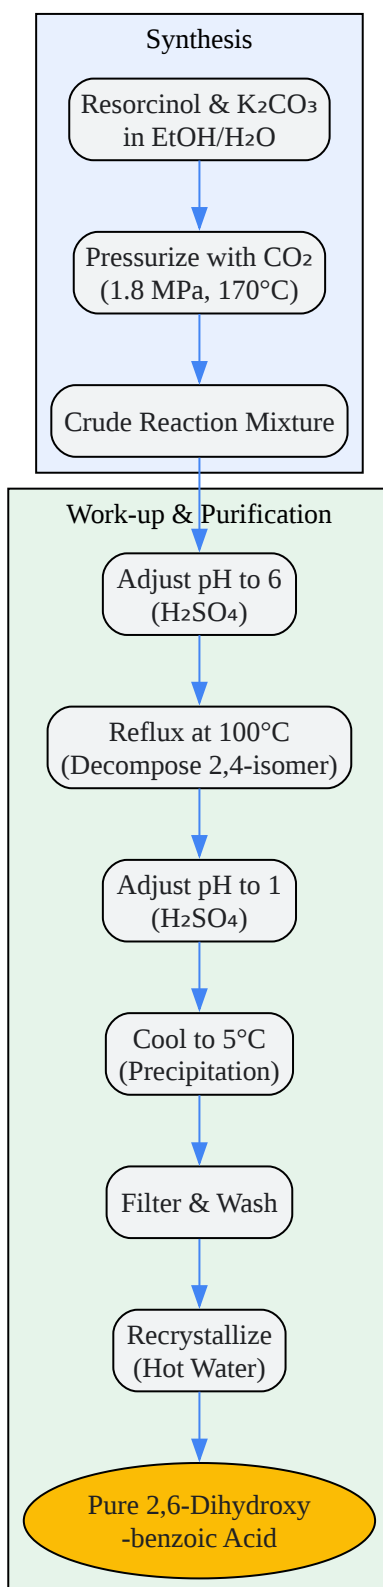 Synthesis
Resorcinol & K₂CO₃
in EtOH/H₂O
Pressurize with CO₂
(1.8 MPa, 170°C)
Crude Reaction Mixture
Work-up & Purification
Adjust pH to 6
(H₂SO₄)
Reflux at 100°C
(Decompose 2,4-isomer)
Adjust pH to 1
(H₂SO₄)
Cool to 5°C
(Precipitation)
Filter & Wash
Recrystallize
(Hot Water)
Pure 2,6-Dihydroxy
-benzoic Acid